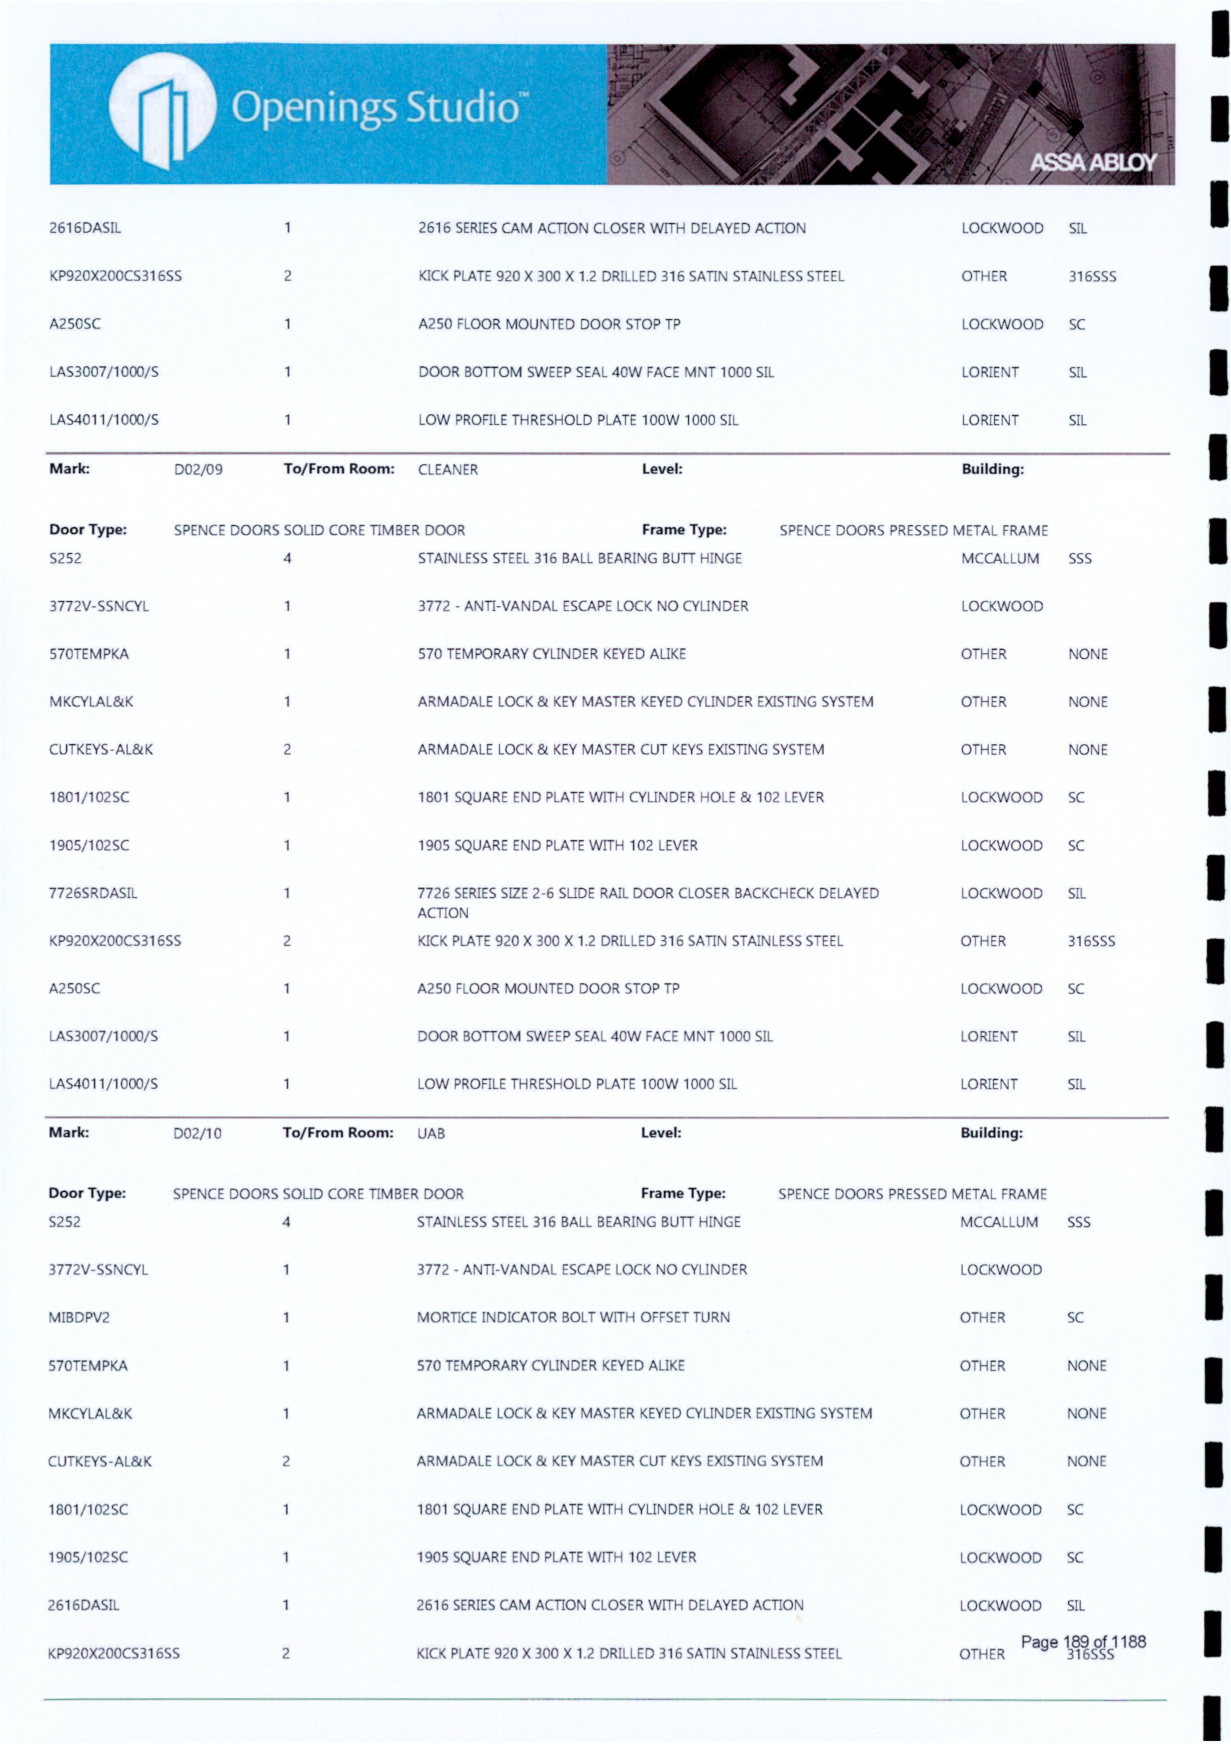 Openings Studio™
ASSA ABLOY
2616DASIL 1 2616 SERIES CAM ACTION CLOSER WITH DELAYED ACTION LOCKWOOD SIL
KP920X200CS316SS 2 KICK PLATE 920 X 300 X 1.2 DRILLED 316 SATIN STAINLESS STEEL OTHER 316SSS
A250SC 1 A250 FLOOR MOUNTED DOOR STOP TP LOCKWOOD SC
LAS3007/1000/S 1 DOOR BOTTOM SWEEP SEAL 40W FACE MNT 1000 SIL LORIENT SIL
LAS4011/1000/S 1 LOW PROFILE THRESHOLD PLATE 100W 1000 SIL LORIENT SIL
Mark: D02/09 To/From Room: CLEANER Level: Building:
Door Type: SPENCE DOORS SOLID CORE TIMBER DOOR Frame Type: SPENCE DOORS PRESSED METAL FRAME
S252 4 STAINLESS STEEL 316 BALL BEARING BUTT HINGE MCCALLUM SSS
3772V-SSNCYL 1 3772 - ANTI-VANDAL ESCAPE LOCK NO CYLINDER LOCKWOOD
570TEMPKA 1 570 TEMPORARY CYLINDER KEYED ALIKE OTHER NONE
MKCYLAL&K 1 ARMADALE LOCK & KEY MASTER KEYED CYLINDER EXISTING SYSTEM OTHER NONE
CUTKEYS-AL&K 2 ARMADALE LOCK & KEY MASTER CUT KEYS EXISTING SYSTEM OTHER NONE
1801/102SC 1 1801 SQUARE END PLATE WITH CYLINDER HOLE & 102 LEVER LOCKWOOD SC
1905/102SC 1 1905 SQUARE END PLATE WITH 102 LEVER LOCKWOOD SC
7726SRDASIL 1 7726 SERIES SIZE 2-6 SLIDE RAIL DOOR CLOSER BACKCHECK DELAYED LOCKWOOD SIL
ACTION
KP920X200CS316SS 2 KICK PLATE 920 X 300 X 1.2 DRILLED 316 SATIN STAINLESS STEEL OTHER 316SSS
A250SC 1 A250 FLOOR MOUNTED DOOR STOP TP LOCKWOOD SC
LAS3007/1000/S 1 DOOR BOTTOM SWEEP SEAL 40W FACE MNT 1000 SIL LORIENT SIL
LAS4011/1000/S 1 LOW PROFILE THRESHOLD PLATE 100W 1000 SIL LORIENT SIL
Mark: D02/10 To/From Room: UAB Level: Building:
Door Type: SPENCE DOORS SOLID CORE TIMBER DOOR Frame Type: SPENCE DOORS PRESSED METAL FRAME
S252 4 STAINLESS STEEL 316 BALL BEARING BUTT HINGE MCCALLUM SSS
3772V-SSNCYL 1 3772 - ANTI-VANDAL ESCAPE LOCK NO CYLINDER LOCKWOOD
MIBDPV2 1 MORTICE INDICATOR BOLT WITH OFFSET TURN OTHER SC
570TEMPKA 1 570 TEMPORARY CYLINDER KEYED ALIKE OTHER NONE
MKCYLAL&K 1 ARMADALE LOCK & KEY MASTER KEYED CYLINDER EXISTING SYSTEM OTHER NONE
CUTKEYS-AL&K 2 ARMADALE LOCK & KEY MASTER CUT KEYS EXISTING SYSTEM OTHER NONE
1801/102SC 1 1801 SQUARE END PLATE WITH CYLINDER HOLE & 102 LEVER LOCKWOOD SC
1905/102SC 1 1905 SQUARE END PLATE WITH 102 LEVER LOCKWOOD SC
2616DASIL 1 2616 SERIES CAM ACTION CLOSER WITH DELAYED ACTION LOCKWOOD SIL
KP920X200CS316SS 2 KICK PLATE 920 X 300 X 1.2 DRILLED 316 SATIN STAINLESS STEEL OTHER 316SSS
Page 189 of 1188